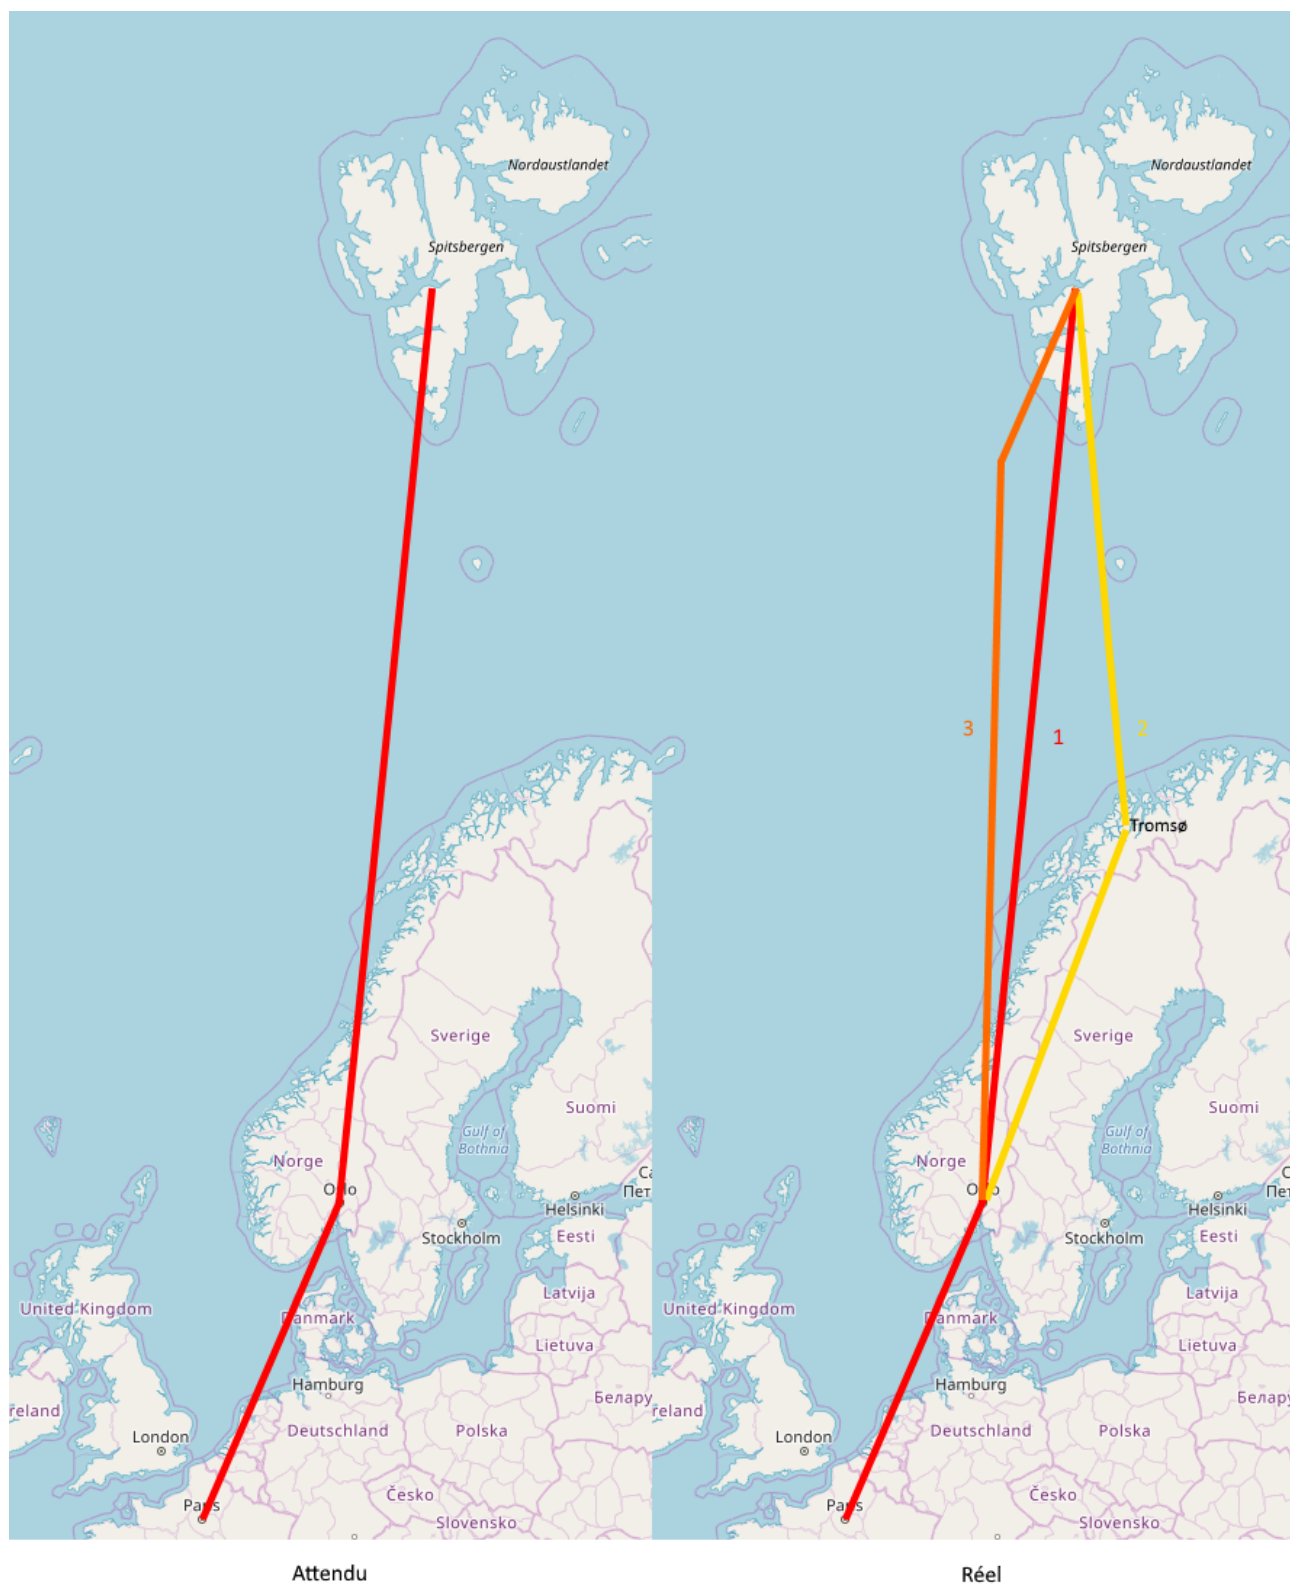 Nordaustlandet
Spitsbergen
Sverige
Suomi
Gulf of
Bothnia
Norge
Oslo
Helsinki
Stockholm
Eesti
Latvija
United Kingdom
Danmark
Lietuva
Hamburg
Беларy
reland
Deutschland
Polska
London
Česko
Paris
Slovensko
Attendu
Nordaustlandet
Spitsbergen
3
1
2
Tromsø
Sverige
Suomi
Gulf of
Bothnia
Norge
Helsinki
Stockholm
Eesti
Latvija
United Kingdom
Danmark
Lietuva
Hamburg
reland
Deutschland
Polska
London
Česko
Paris
Slovensko
Réel